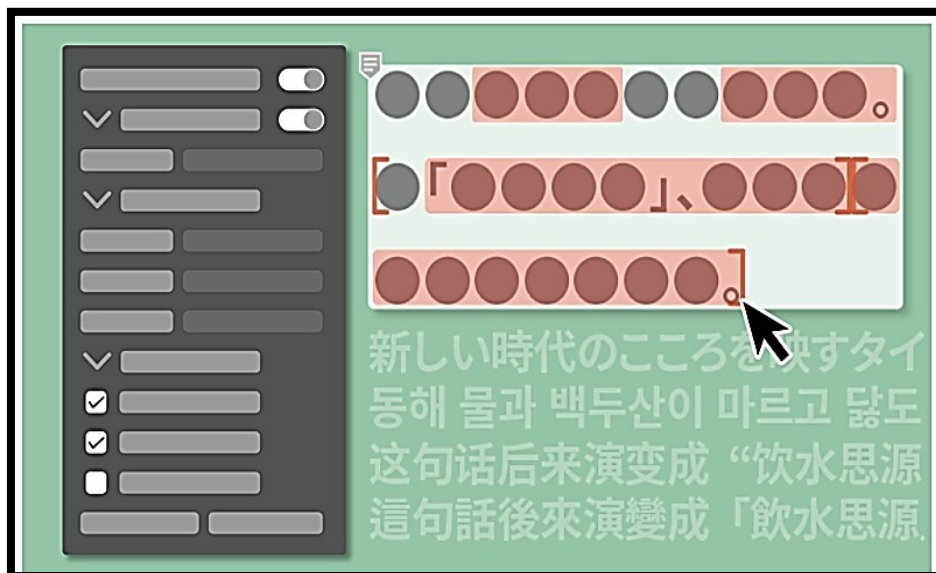 。
「」、
。
新しい時代のこころを映すタイ
동해 물과 백두산이 마르고 닳도
这句话后来演变成“饮水思源
這句話後來演變成「飲水思源